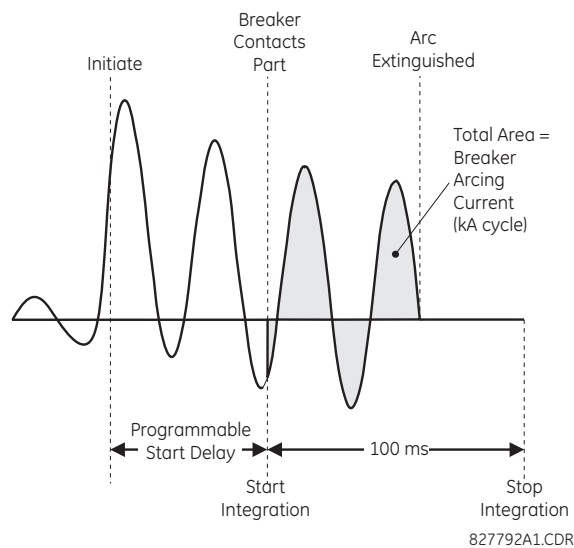 Initiate
Breaker
Contacts
Part
Arc
Extinguished
Total Area =
Breaker
Arcing
Current
(kA cycle)
Programmable
Start Delay
100 ms
Start
Integration
Stop
Integration
827792A1.CDR